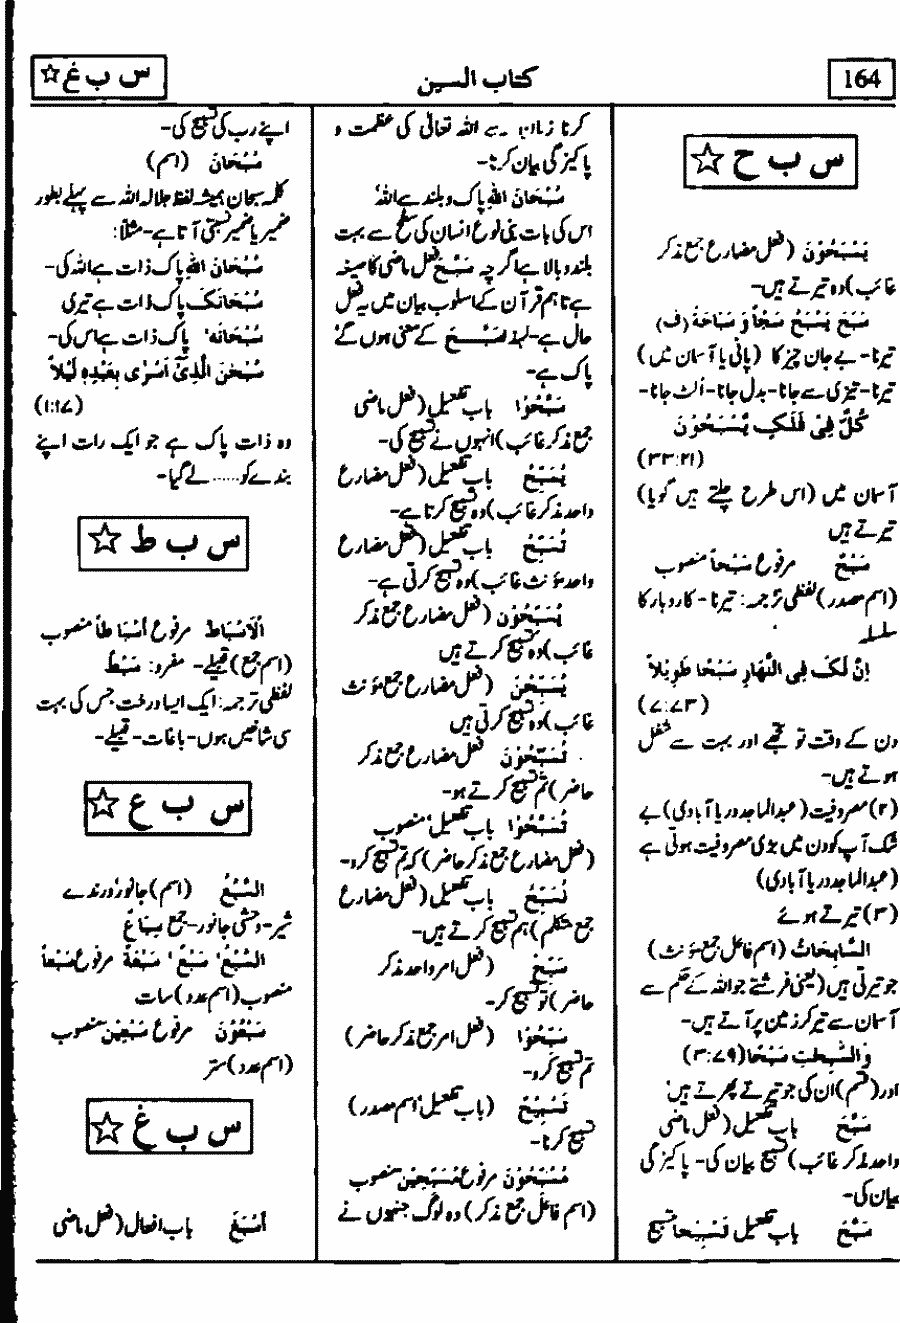 164
کتاب السین
س ب غ ☆
س ب ح ☆
یَسْبَحُوْنَ (فعل مضارع جمع مذکر
غائب) وہ تیرتے ہیں-
سَبَحَ یَسْبَحُ سَبْحاً وَ سَبَاحَۃً (ف)
تیرنا- بے جان چیز کا (پانی یا آسمان میں)
تیرنا- تیزی سے جانا- بدل جانا- اُلٹ جانا-
کُلٌّ فِیْ فَلَکٍ یَّسْبَحُوْنَ
(۳۳:۲۱)
آسمان میں (اس طرح چلتے ہیں گویا)
تیرتے ہیں
سَبْحٌ مرفوع سَبْحاً منصوب
(اسم مصدر) لفظی ترجمہ: تیرنا- کاروبار کا
سلسلہ
اِنَّ لَکَ فِی النَّهَارِ سَبْحًا طَوِیْلاً
(۷:۷۳)
دن کے وقت تو تجھے اور بہت سے شغل
ہوتے ہیں-
(۲) مصروفیت (عبدالماجد دریا آبادی) بے
شک آپ کو دن میں بڑی مصروفیت ہوتی ہے
(عبدالماجد دریا آبادی)
(۳) تیرتے ہوئے
السَّابِحَاتُ (اسم فاعل جمع مؤنث)
جو تیرتی ہیں (یعنی فرشتے جو اللہ کے حکم سے
آسمان سے تیر کر زمین پر آتے ہیں-
وَالسّٰبِحٰتِ سَبْحًا (۳:۷۹)
اور (قسم) ان کی جو تیرتے پھرتے ہیں
سَبَّحَ باب تفعیل (فعل ماضی
واحد مذکر غائب) تسبیح بیان کی- پاکیزگی
بیان کی-
سَبَّحَ باب تفعیل تَسْبِیْحاً تسبیح
کرنا زبان سے اللہ تعالٰی کی عظمت و
پاکیزگی بیان کرنا-
سُبْحَانَ اللّٰہِ پاک و بلند ہے اللہ
اس کی بات بنی نوع انسان کی سطح سے بہت
بلند و بالا ہے اگرچہ سَبَّحَ فعل ماضی کا صیغہ
ہے تاہم قرآن کے اسلوب بیان میں یہ فعل
حال ہے- لہٰذا سَبَّحَ کے معنی ہوں گے
پاک ہے-
سَبَّحُوْا باب تفعیل (فعل ماضی
جمع مذکر غائب) انہوں نے تسبیح کی-
یُسَبِّحُ باب تفعیل (فعل مضارع
واحد مذکر غائب) وہ تسبیح کرتا ہے-
تُسَبِّحُ باب تفعیل (فعل مضارع
واحد مؤنث غائب) وہ تسبیح کرتی ہے-
یُسَبِّحُوْنَ (فعل مضارع جمع مذکر
غائب) وہ تسبیح کرتے ہیں
یُسَبِّحْنَ (فعل مضارع جمع مؤنث
غائب) وہ تسبیح کرتی ہیں
تُسَبِّحُوْنَ فعل مضارع جمع مذکر
حاضر) تم تسبیح کرتے ہو-
تُسَبِّحُوْا باب تفعیل، منصوب
(فعل مضارع جمع مذکر حاضر) کہ تم تسبیح کرو-
نُسَبِّحُ باب تفعیل (فعل مضارع
جمع متکلم) ہم تسبیح کرتے ہیں-
سَبِّحْ (فعل امر واحد مذکر
حاضر) تو تسبیح کر-
سَبِّحُوْا (فعل امر جمع مذکر حاضر)
تم تسبیح کرو-
تَسْبِیْحٌ (باب تفعیل، اسم مصدر)
تسبیح کرنا-
مُسَبِّحُوْنَ مرفوع مُسَبِّحِیْنَ منصوب
(اسم فاعل جمع مذکر) وہ لوگ جنہوں نے
اپنے رب کی تسبیح کی-
سُبْحَانَ (اسم)
کلمہ سبحان ہمیشہ لفظ جلالہ اللہ سے پہلے بطور
ضمیر یا ضمیر نسبتی آتا ہے- مثلاً:
سُبْحَانَ اللّٰہِ پاک ذات ہے اللہ کی-
سُبْحَانَکَ پاک ذات ہے تیری
سُبْحَانَہٗ پاک ذات ہے اس کی-
سُبْحٰنَ الَّذِیْٓ اَسْرٰی بِعَبْدِہٖ لَیْلاً
(۱:۱۷)
وہ ذات پاک ہے جو ایک رات اپنے
بندے کو...... لے گیا-
س ب ط ☆
اَلْاَسْبَاطُ مرفوع اَسْبَاطاً منصوب
(اسم جمع) قبیلے- مفرد: سَبْطٌ
لفظی ترجمہ: ایک ایسا درخت جس کی بہت
سی شاخیں ہوں- باغات- قبیلے-
س ب ع ☆
السَّبُعُ (اسم) جانور، درندے
شیر- وحشی جانور- جمع سِبَاعٌ
السَّبْعُ، سَبْعٌ، سَبْعَۃٌ مرفوع سَبْعاً
منصوب (اسم عدد) سات
سَبْعُوْنَ مرفوع سَبْعِیْنَ منصوب
(اسم عدد) ستر
س ب غ ☆
اَسْبَغَ باب افعال (فعل ماضی